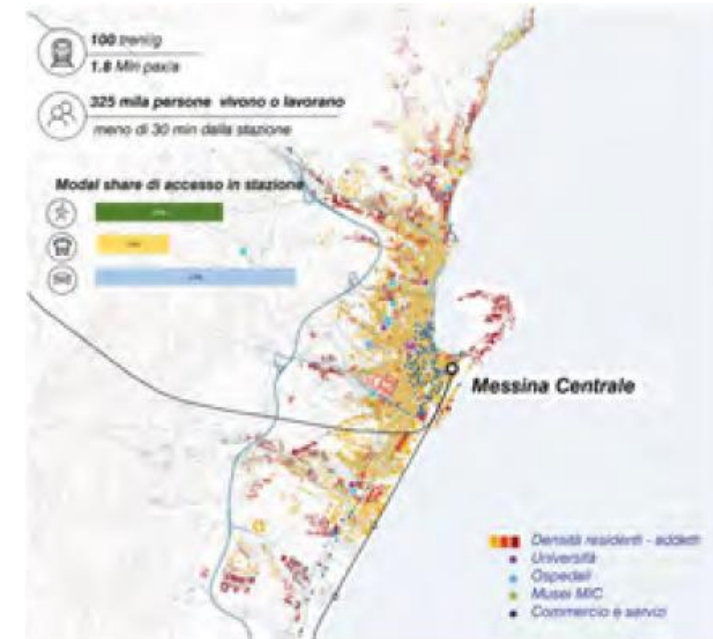 100 treni/g
1.8 Mln pax/a
325 mila persone vivono o lavorano
meno di 30 min dalla stazione
Modal share di accesso in stazione
Messina Centrale
Densità residenti - addetti
Università
Ospedali
Musei MIC
Commercio e servizi